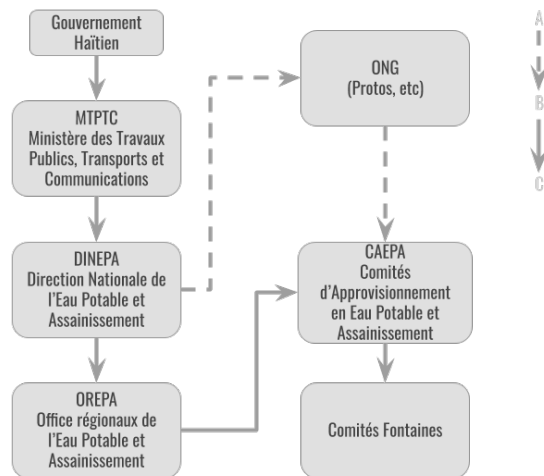 Gouvernement
Haïtien
MTPTC
Ministère des Travaux
Publics, Transports et
Communications
DINEPA
Direction Nationale de
l'Eau Potable et
Assainissement
OREPA
Office régionaux de
l'Eau Potable et
Assainissement
ONG
(Protos, etc)
CAEPA
Comités
d'Approvisionnement
en Eau Potable et
Assainissement
Comités Fontaines
A
B
C